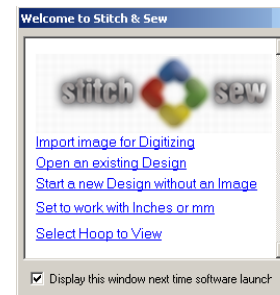 Welcome to Stitch & Sew
stitch sew
Import image for Digitizing
Open an existing Design
Start a new Design without an Image
Set to work with Inches or mm
Select Hoop to View
Display this window next time software launch